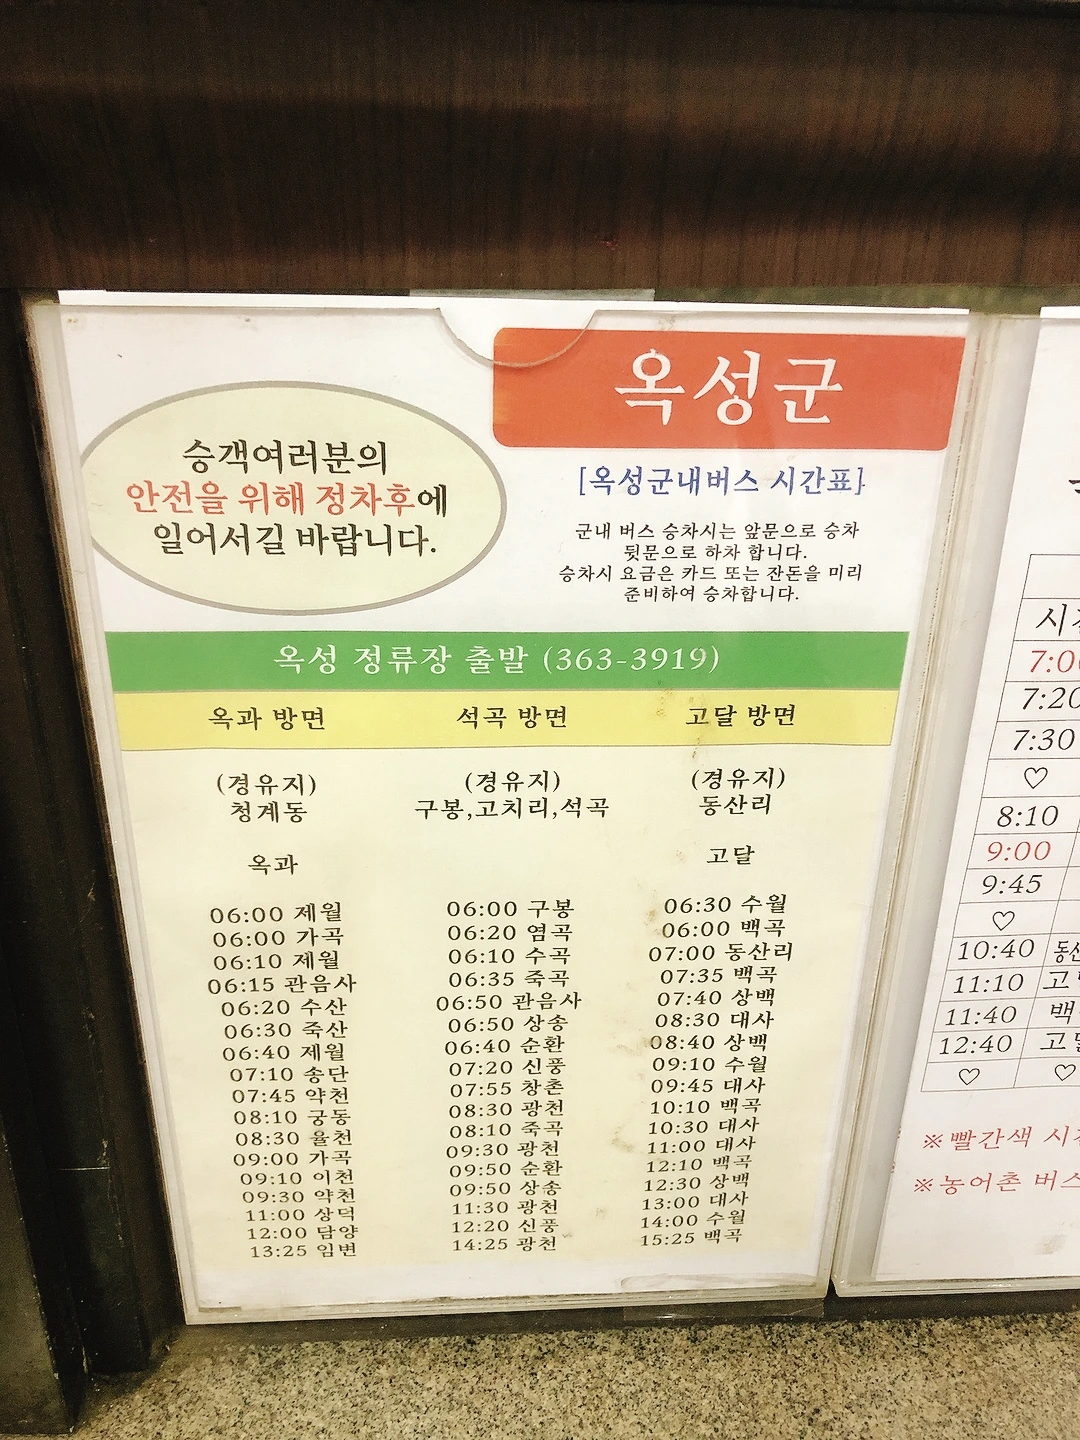 옥성군
승객여러분의
안전을 위해 정차후에
일어서길 바랍니다.
[옥성군내버스 시간표]
군내 버스 승차시는 앞문으로 승차
뒷문으로 하차 합니다.
승차시 요금은 카드 또는 잔돈을 미리
준비하여 승차합니다.
옥성 정류장 출발 (363-3919)
옥과 방면 석곡 방면 고달 방면
(경유지) (경유지) (경유지)
청계동 구봉,고치리,석곡 동산리
옥과 고달
06:00 제월 06:00 구봉 06:30 수월
06:00 가곡 06:20 염곡 06:00 백곡
06:10 제월 06:10 수곡 07:00 동산리
06:15 관음사 06:35 죽곡 07:35 백곡
06:20 수산 06:50 관음사 07:40 상백
06:30 죽산 06:50 상송 08:30 대사
06:40 제월 06:40 순환 08:40 상백
07:10 송단 07:20 신풍 09:10 수월
07:45 약천 07:55 창촌 09:45 대사
08:10 궁동 08:30 광천 10:10 백곡
08:30 율천 08:10 죽곡 10:30 대사
09:00 가곡 09:30 광천 11:00 대사
09:10 이천 09:50 순환 12:10 백곡
09:30 약천 09:50 상송 12:30 상백
11:00 상덕 11:30 광천 13:00 대사
12:00 담양 12:20 신풍 14:00 수월
13:25 임변 14:25 광천 15:25 백곡
7:20
7:30
♡
8:10
9:00
9:45
♡
10:40
11:10
11:40
12:40
♡ ♡
※빨간색
※농어촌 버스